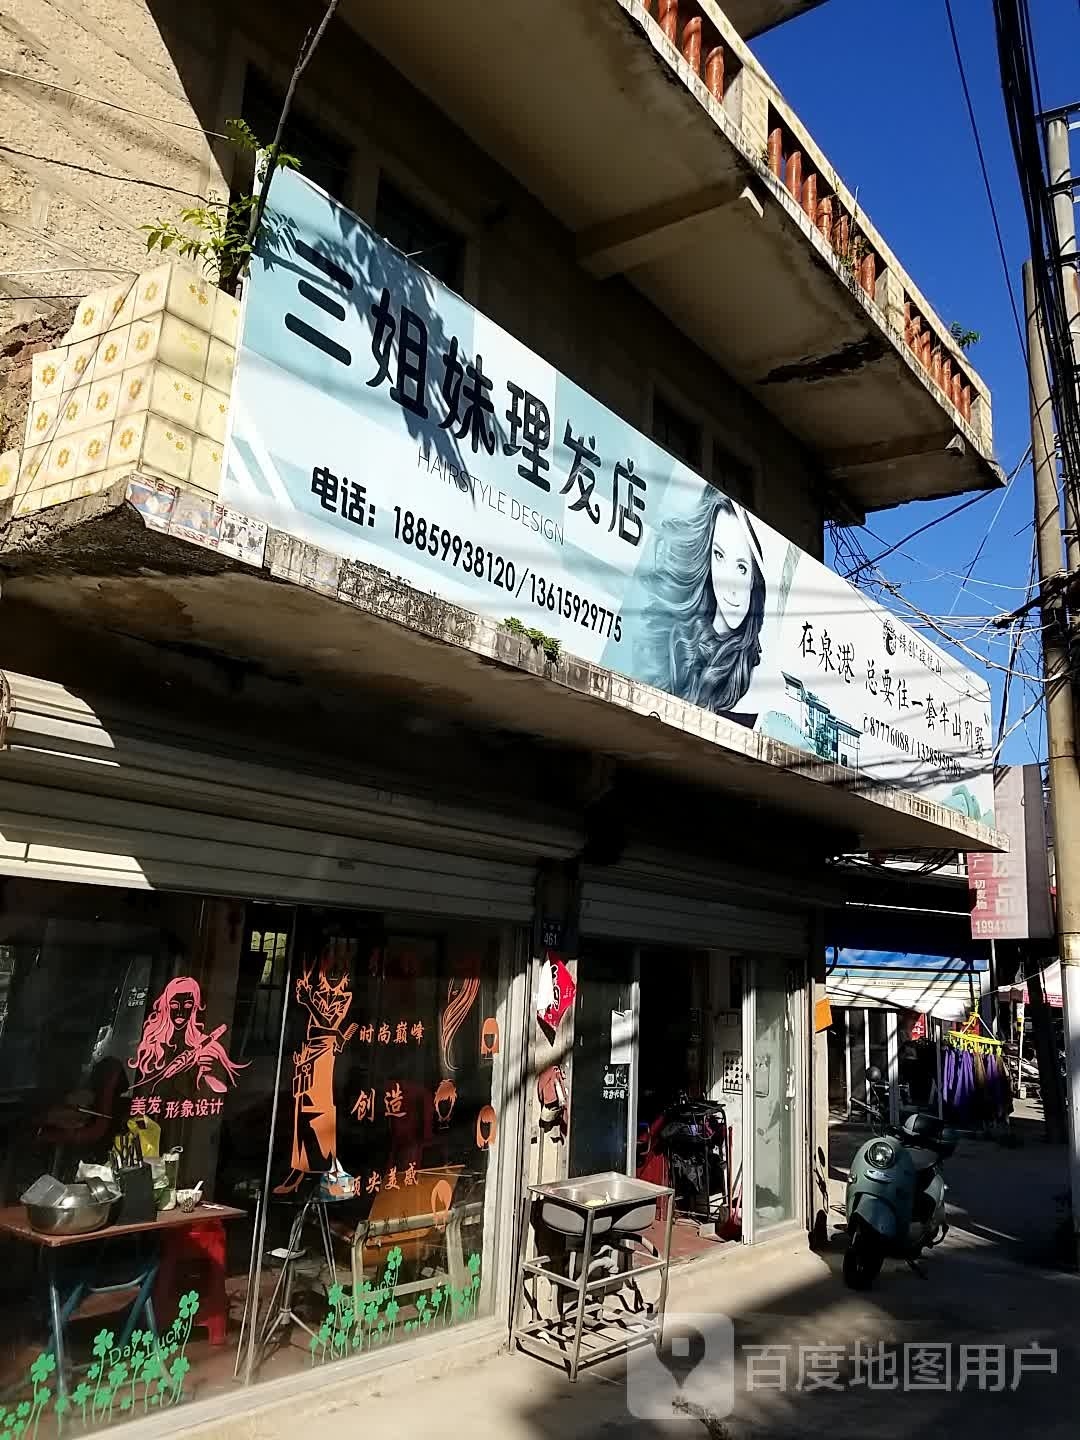 三姐妹理发店
HAIRSTYLE DESIGN
电话：18859938120/13615929775
在泉港 总要住一套半山别墅
品
461
时尚巅峰
创造
顶尖美感
美发 形象设计
Day Lucky
百度地图用户